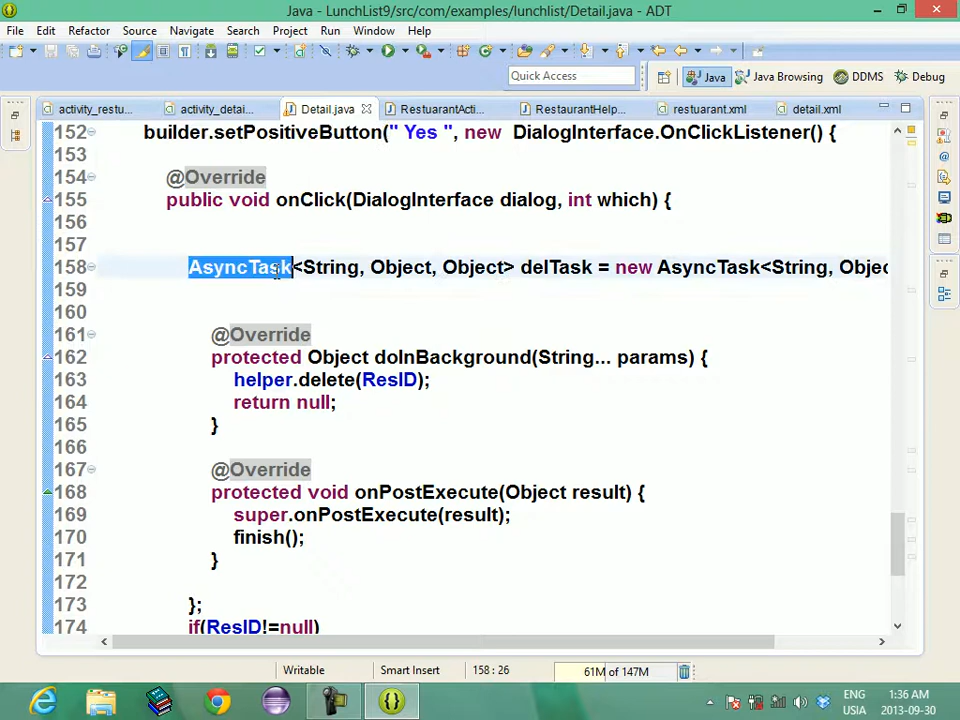 Java - LunchList9/src/com/examples/lunchlist/Detail.java - ADT
File Edit Refactor Source Navigate Search Project Run Window Help
Quick Access
Java
Java Browsing
DDMS
Debug
activity_restu...
activity_detai...
Detail.java
RestuarantActi...
RestaurantHelp...
restuarant.xml
detail.xml
152 builder.setPositiveButton(" Yes ", new DialogInterface.OnClickListener() {
153
154 @Override
155 public void onClick(DialogInterface dialog, int which) {
156
157
158 AsyncTask<String, Object, Object> delTask = new AsyncTask<String, Objec
159
160
161 @Override
162 protected Object doInBackground(String... params) {
163 helper.delete(ResID);
164 return null;
165 }
166
167 @Override
168 protected void onPostExecute(Object result) {
169 super.onPostExecute(result);
170 finish();
171 }
172
173 };
174 if(ResID!=null)
Writable
Smart Insert
158 : 26
61M of 147M
ENG
USIA
1:36 AM
2013-09-30